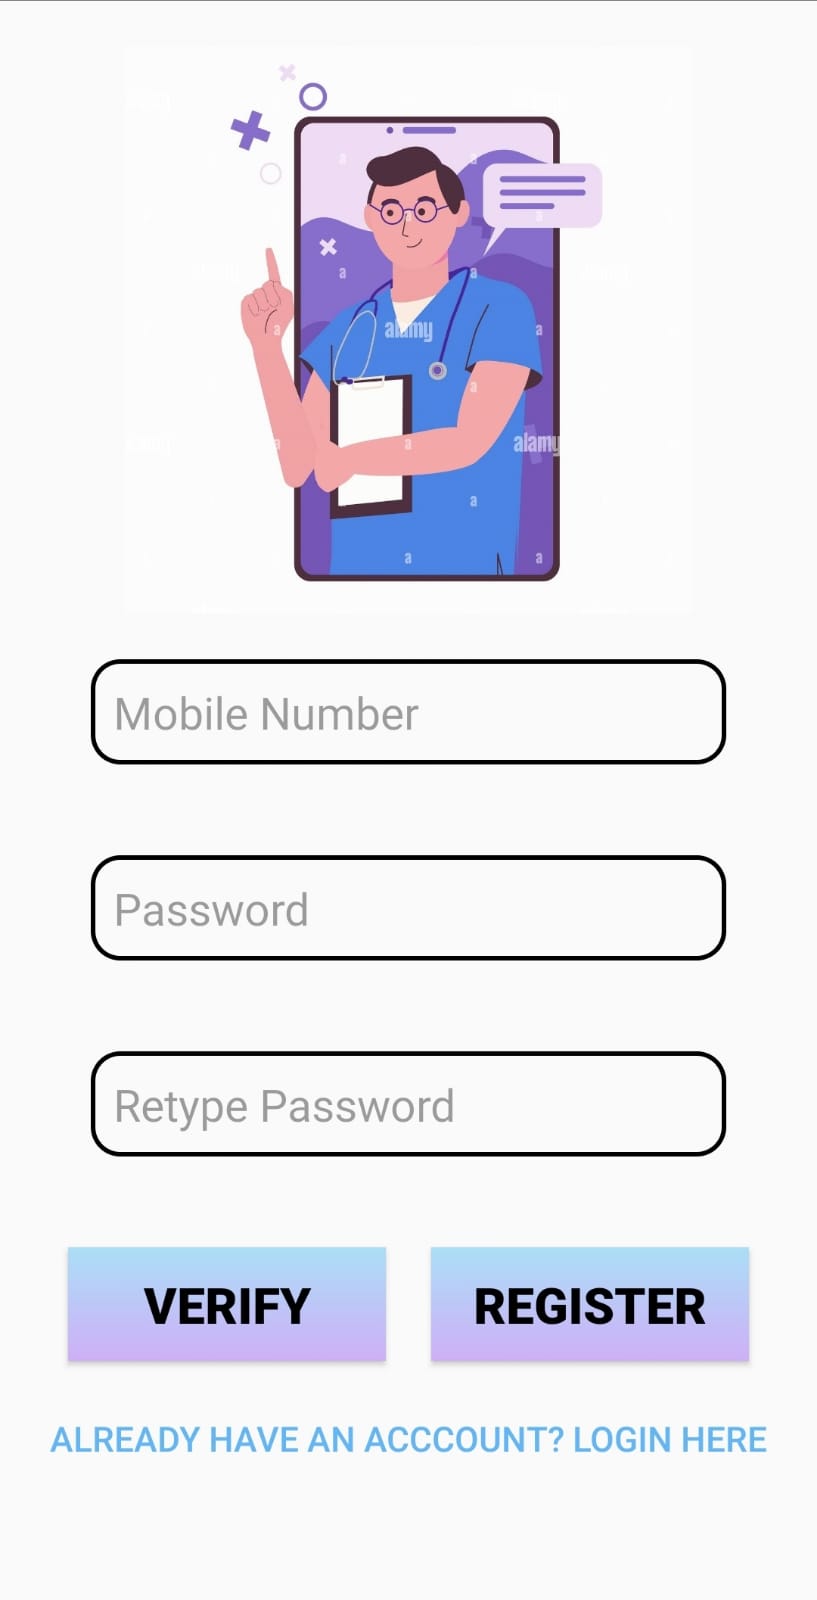 alamy
alamy
Mobile Number
Password
Retype Password
VERIFY REGISTER
ALREADY HAVE AN ACCCOUNT? LOGIN HERE